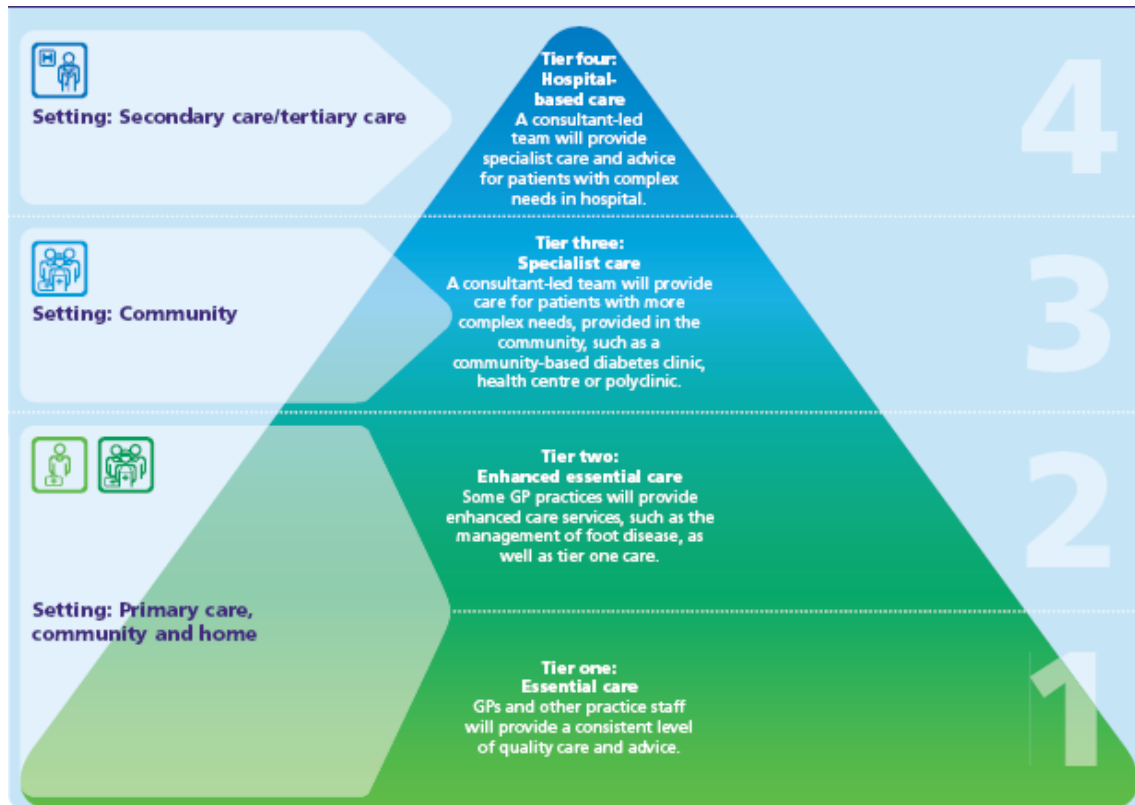 Setting: Secondary care/tertiary care
Tier four:
Hospital-
based care
A consultant-led
team will provide
specialist care and advice
for patients with complex
needs in hospital.
4
Setting: Community
Tier three:
Specialist care
A consultant-led team will provide
care for patients with more
complex needs, provided in the
community, such as a
community-based diabetes clinic,
health centre or polyclinic.
3
Tier two:
Enhanced essential care
Some GP practices will provide
enhanced care services, such as the
management of foot disease, as
well as tier one care.
2
Setting: Primary care,
community and home
Tier one:
Essential care
GPs and other practice staff
will provide a consistent level
of quality care and advice.
1